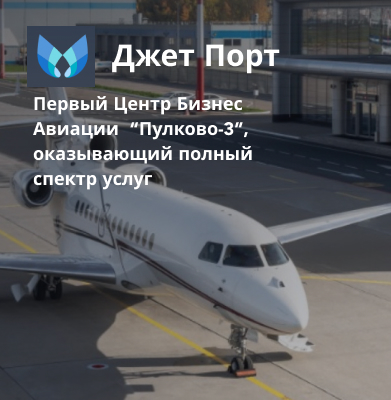 Джет Порт
Первый Центр Бизнес
Авиации “Пулково-3”,
оказывающий полный
спектр услуг